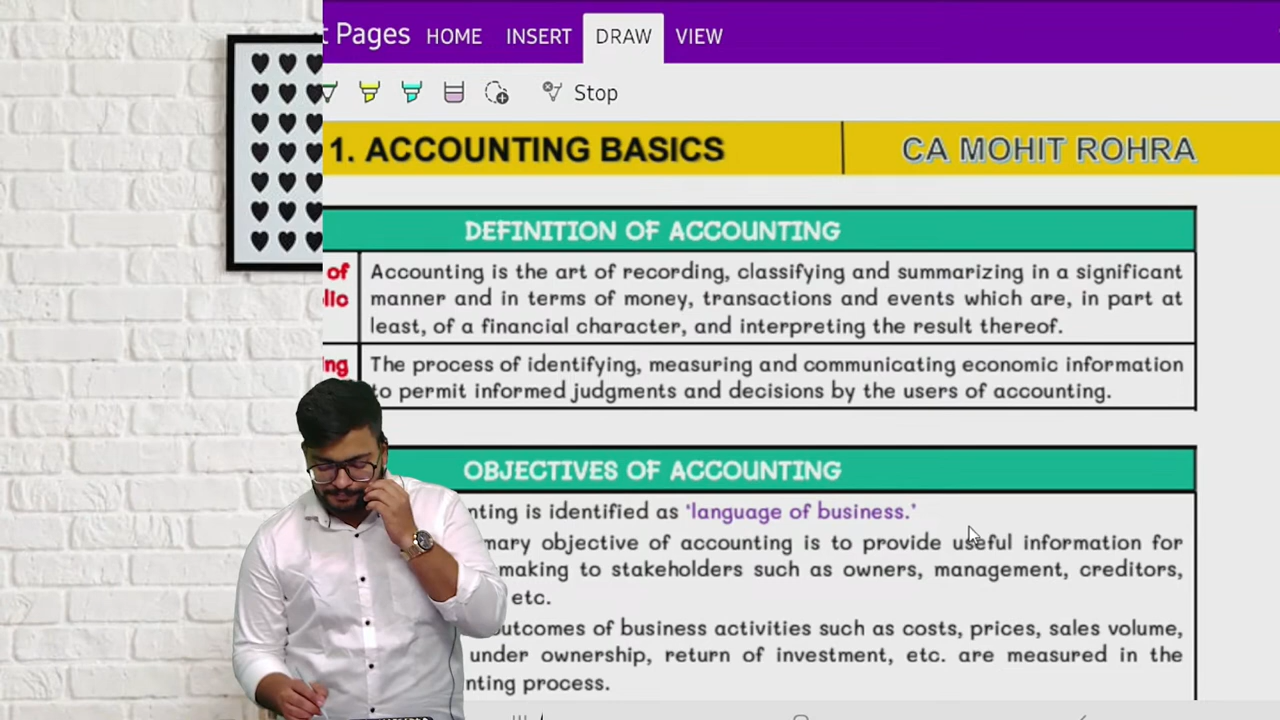 t Pages HOME INSERT DRAW VIEW
Stop
1. ACCOUNTING BASICS CA MOHIT ROHRA
DEFINITION OF ACCOUNTING
of Accounting is the art of recording, classifying and summarizing in a significant
lic manner and in terms of money, transactions and events which are, in part at
least, of a financial character, and interpreting the result thereof.
ng The process of identifying, measuring and communicating economic information
to permit informed judgments and decisions by the users of accounting.
OBJECTIVES OF ACCOUNTING
nting is identified as ‘language of business.’
mary objective of accounting is to provide useful information for
making to stakeholders such as owners, management, creditors,
etc.
outcomes of business activities such as costs, prices, sales volume,
under ownership, return of investment, etc. are measured in the
nting process.